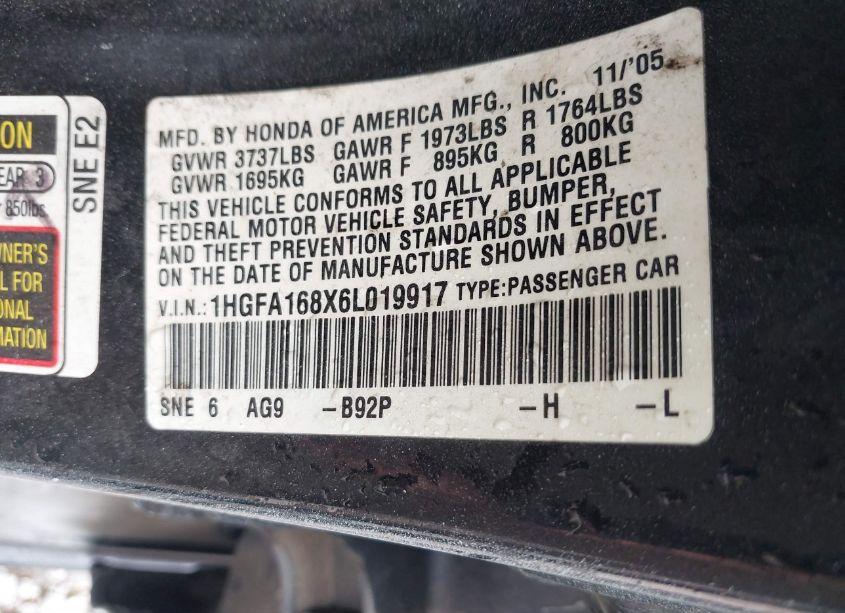 ON
EAR 3
850lbs.
WNER'S
L FOR
ONAL
MATION
SNE E2
MFD. BY HONDA OF AMERICA MFG., INC. 11/'05
GVWR 3737LBS GAWR F 1973LBS R 1764LBS
GVWR 1695KG GAWR F 895KG R 800KG
THIS VEHICLE CONFORMS TO ALL APPLICABLE
FEDERAL MOTOR VEHICLE SAFETY, BUMPER,
AND THEFT PREVENTION STANDARDS IN EFFECT
ON THE DATE OF MANUFACTURE SHOWN ABOVE.
V.I.N.: 1HGFA168X6L019917 TYPE:PASSENGER CAR
SNE 6 AG9 -B92P -H -L